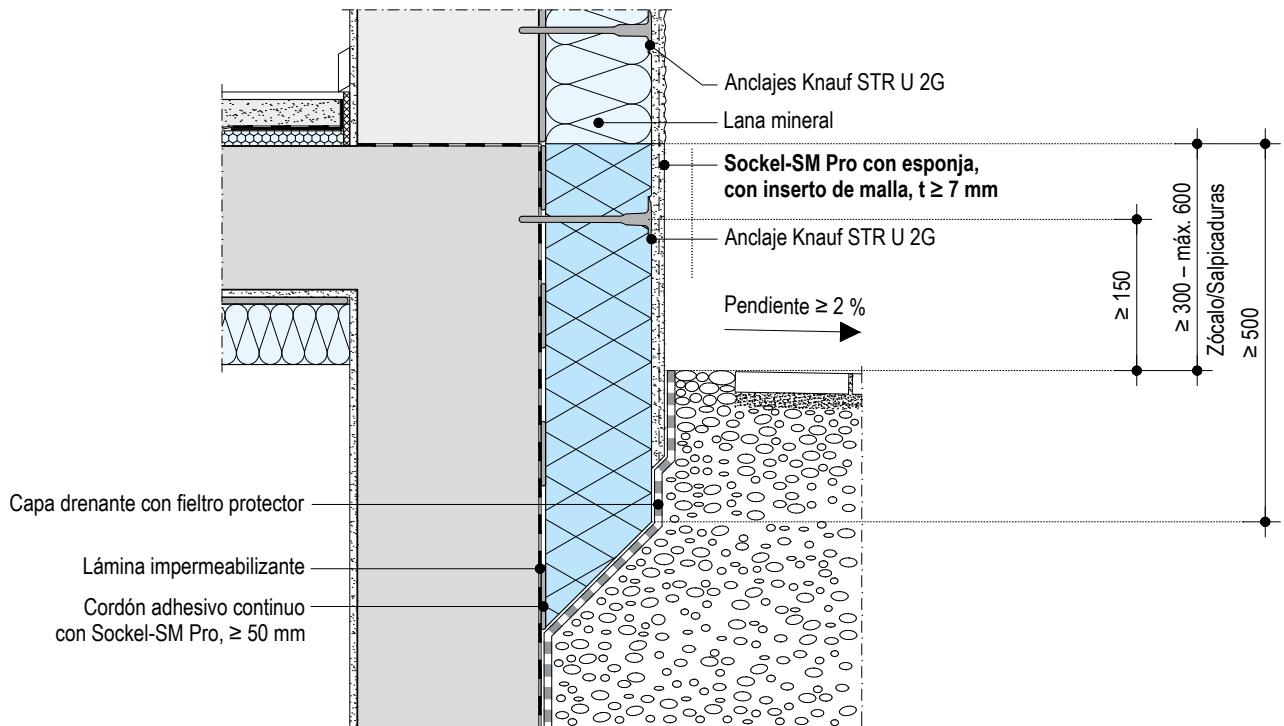 Anclajes Knauf STR U 2G
Lana mineral
Sockel-SM Pro con esponja,
con inserto de malla, t ≥ 7 mm
Anclaje Knauf STR U 2G
Pendiente ≥ 2 %
≥ 150
≥ 300 – máx. 600
Zócalo/Salpicaduras
≥ 500
Capa drenante con fieltro protector
Lámina impermeabilizante
Cordón adhesivo continuo
con Sockel-SM Pro, ≥ 50 mm